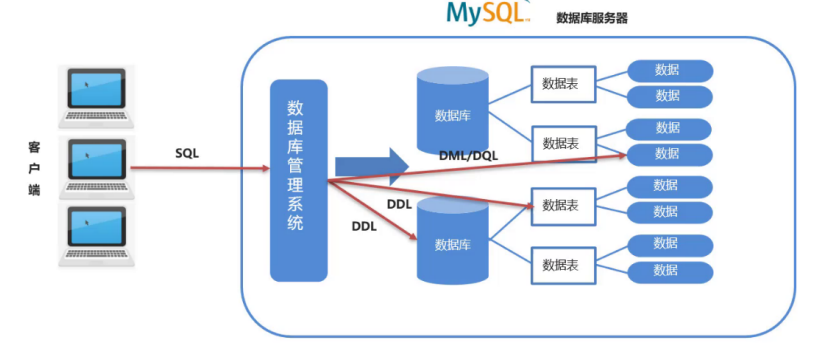 MySQL
数据库服务器
客户端
SQL
数据库管理系统
数据库
数据表
数据
数据
数据表
数据
数据
DML/DQL
DDL
DDL
数据库
数据表
数据
数据
数据表
数据
数据